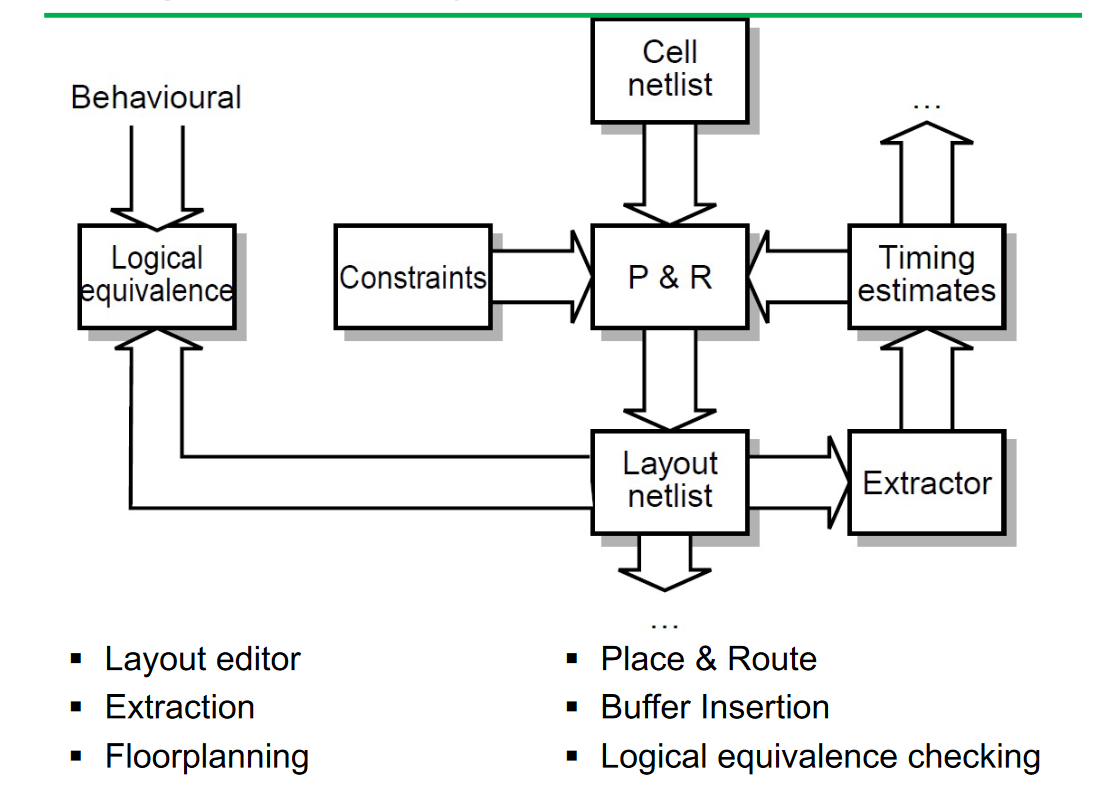 Cell
netlist
Behavioural
...
Logical
equivalence
Constraints
P & R
Timing
estimates
Layout
netlist
Extractor
...
▪ Layout editor
▪ Extraction
▪ Floorplanning
▪ Place & Route
▪ Buffer Insertion
▪ Logical equivalence checking